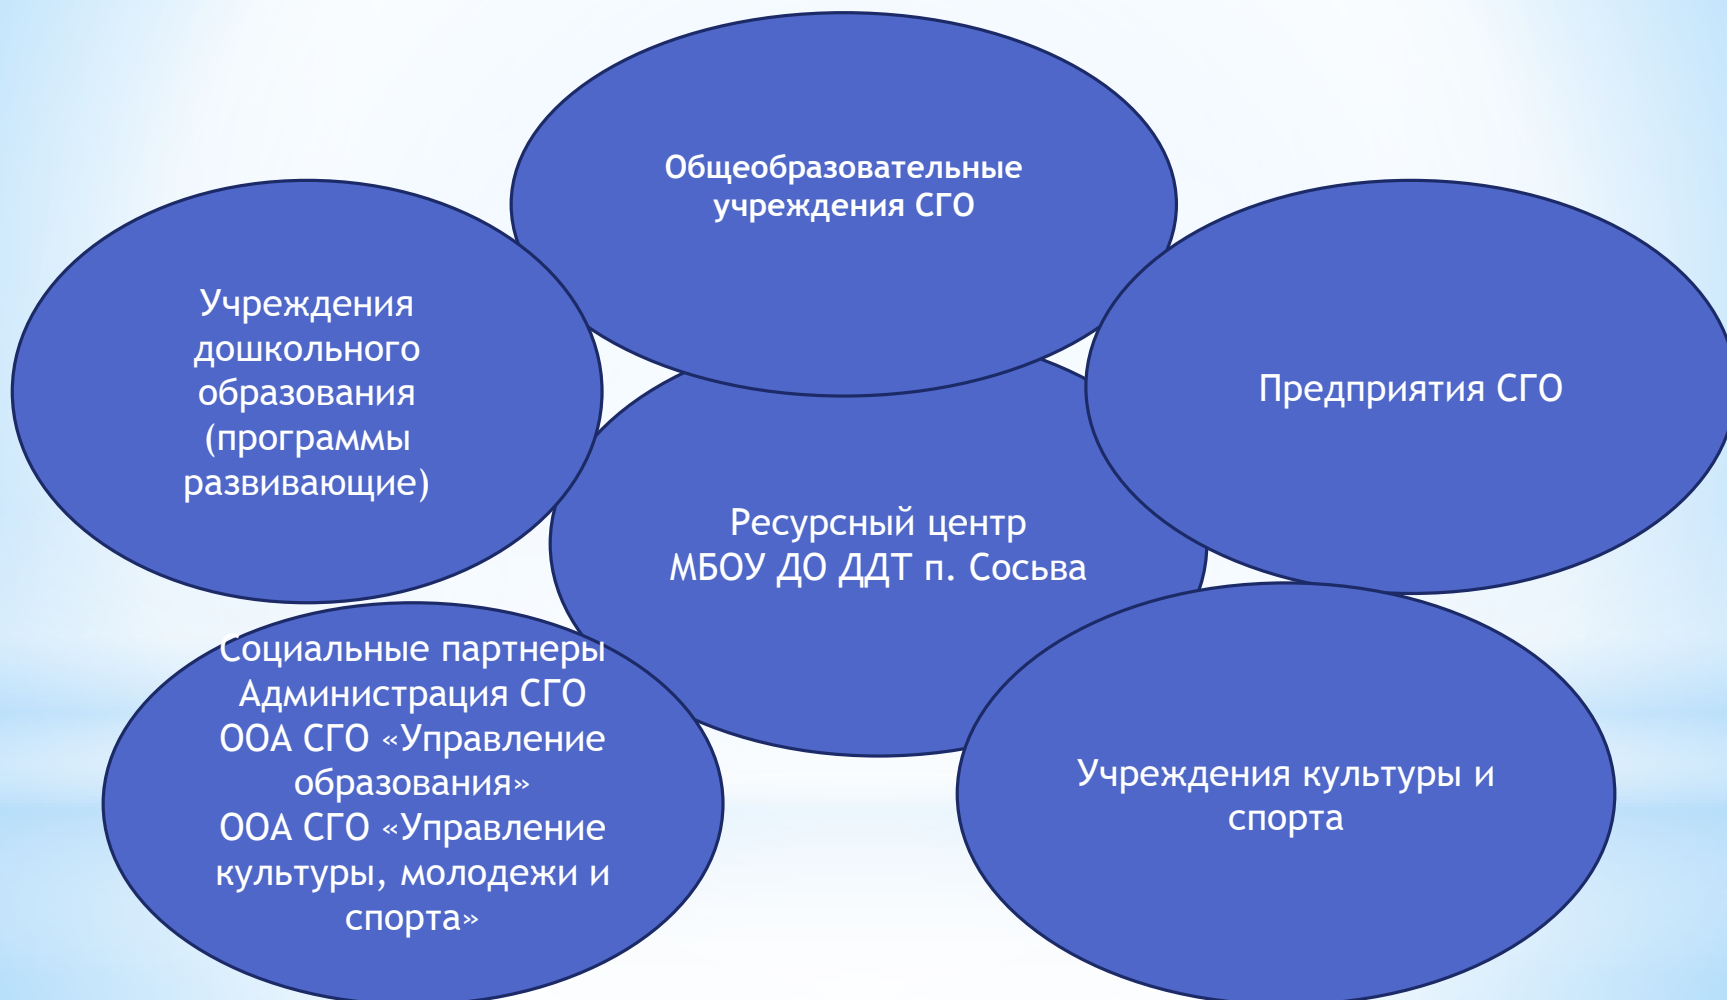 Общеобразовательные
учреждения СГО
Учреждения
дошкольного
образования
(программы
развивающие)
Предприятия СГО
Ресурсный центр
МБОУ ДО ДДТ п. Сосьва
Социальные партнеры
Администрация СГО
ООА СГО «Управление
образования»
ООА СГО «Управление
культуры, молодежи и
спорта»
Учреждения культуры и
спорта